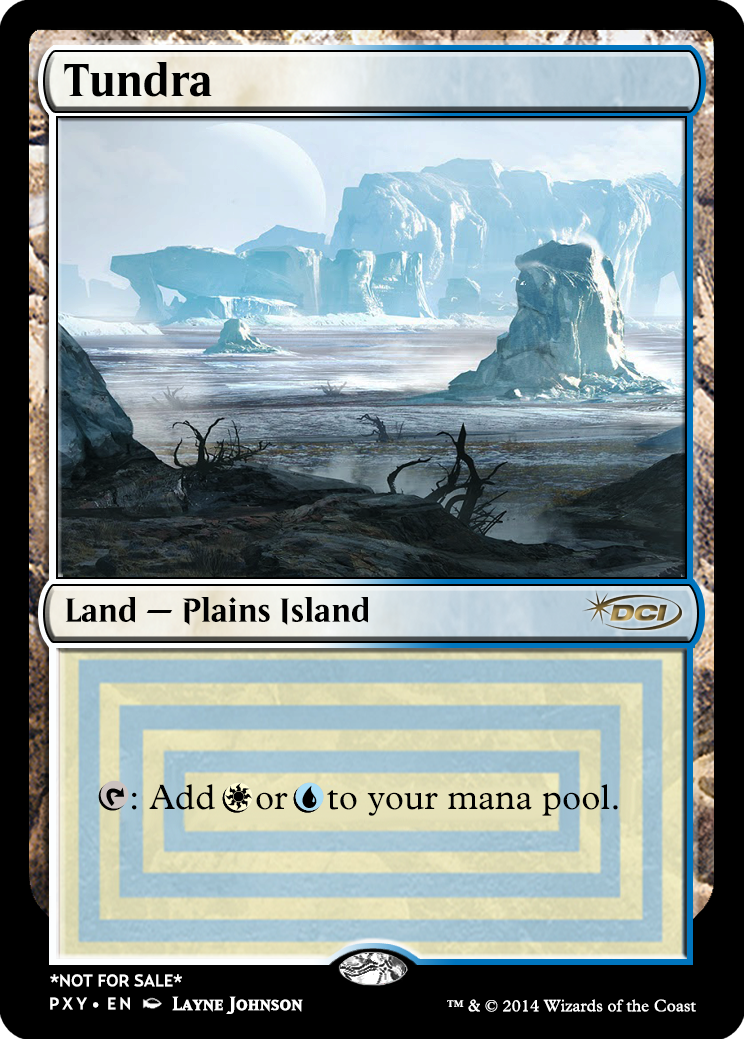 Tundra
Land — Plains Island
DCI
: Add or to your mana pool.
*NOT FOR SALE*
PXY • EN LAYNE JOHNSON
™ & © 2014 Wizards of the Coast